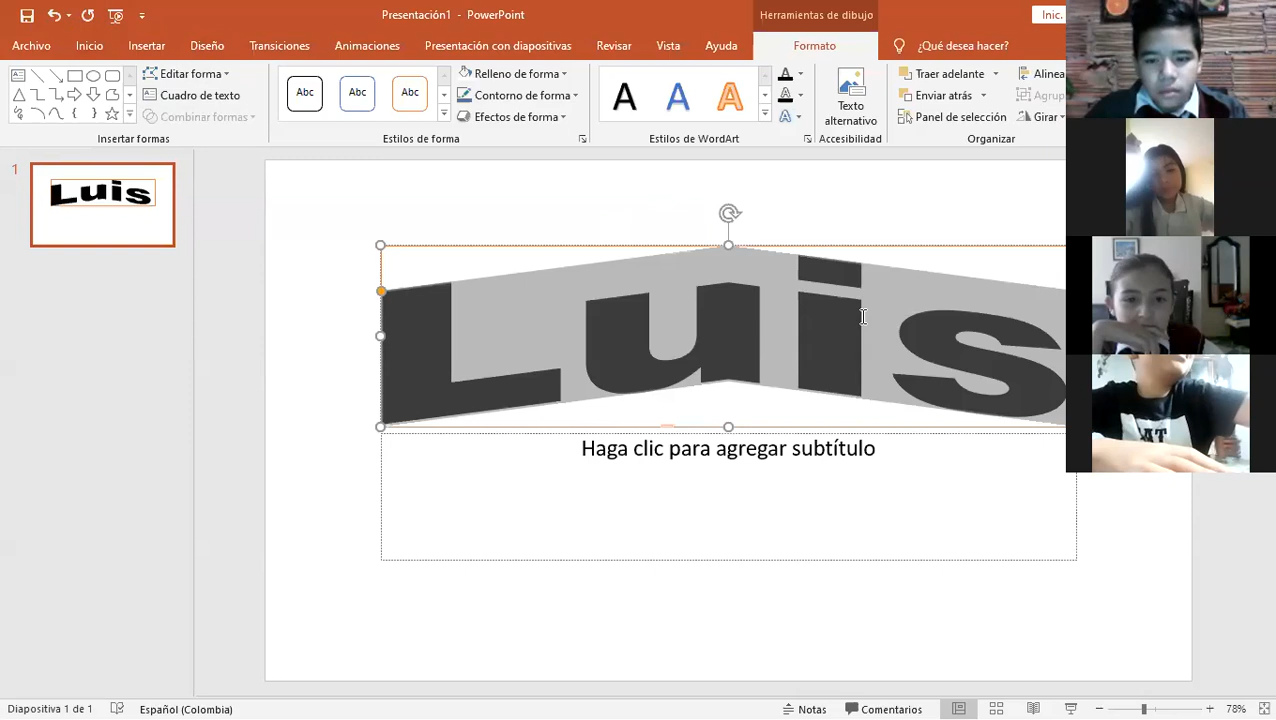 Presentación1 - PowerPoint
Herramientas de dibujo
Inic.
Archivo Inicio Insertar Diseño Transiciones Animaciones Presentación con diapositivas Revisar Vista Ayuda Formato ¿Qué desea hacer?
Editar forma
Cuadro de texto
Combinar formas
Insertar formas
Abc Abc Abc
Relleno de forma
Contorno de forma
Efectos de forma
Estilos de forma
A A A
A
A
A
Estilos de WordArt
Texto
alternativo
Accesibilidad
Traer adelante
Enviar atrás
Panel de selección
Alinea
Agrup
Girar
Organizar
1
Luis
Luis
Haga clic para agregar subtítulo
AT
Diapositiva 1 de 1 Español (Colombia) Notas Comentarios 78%